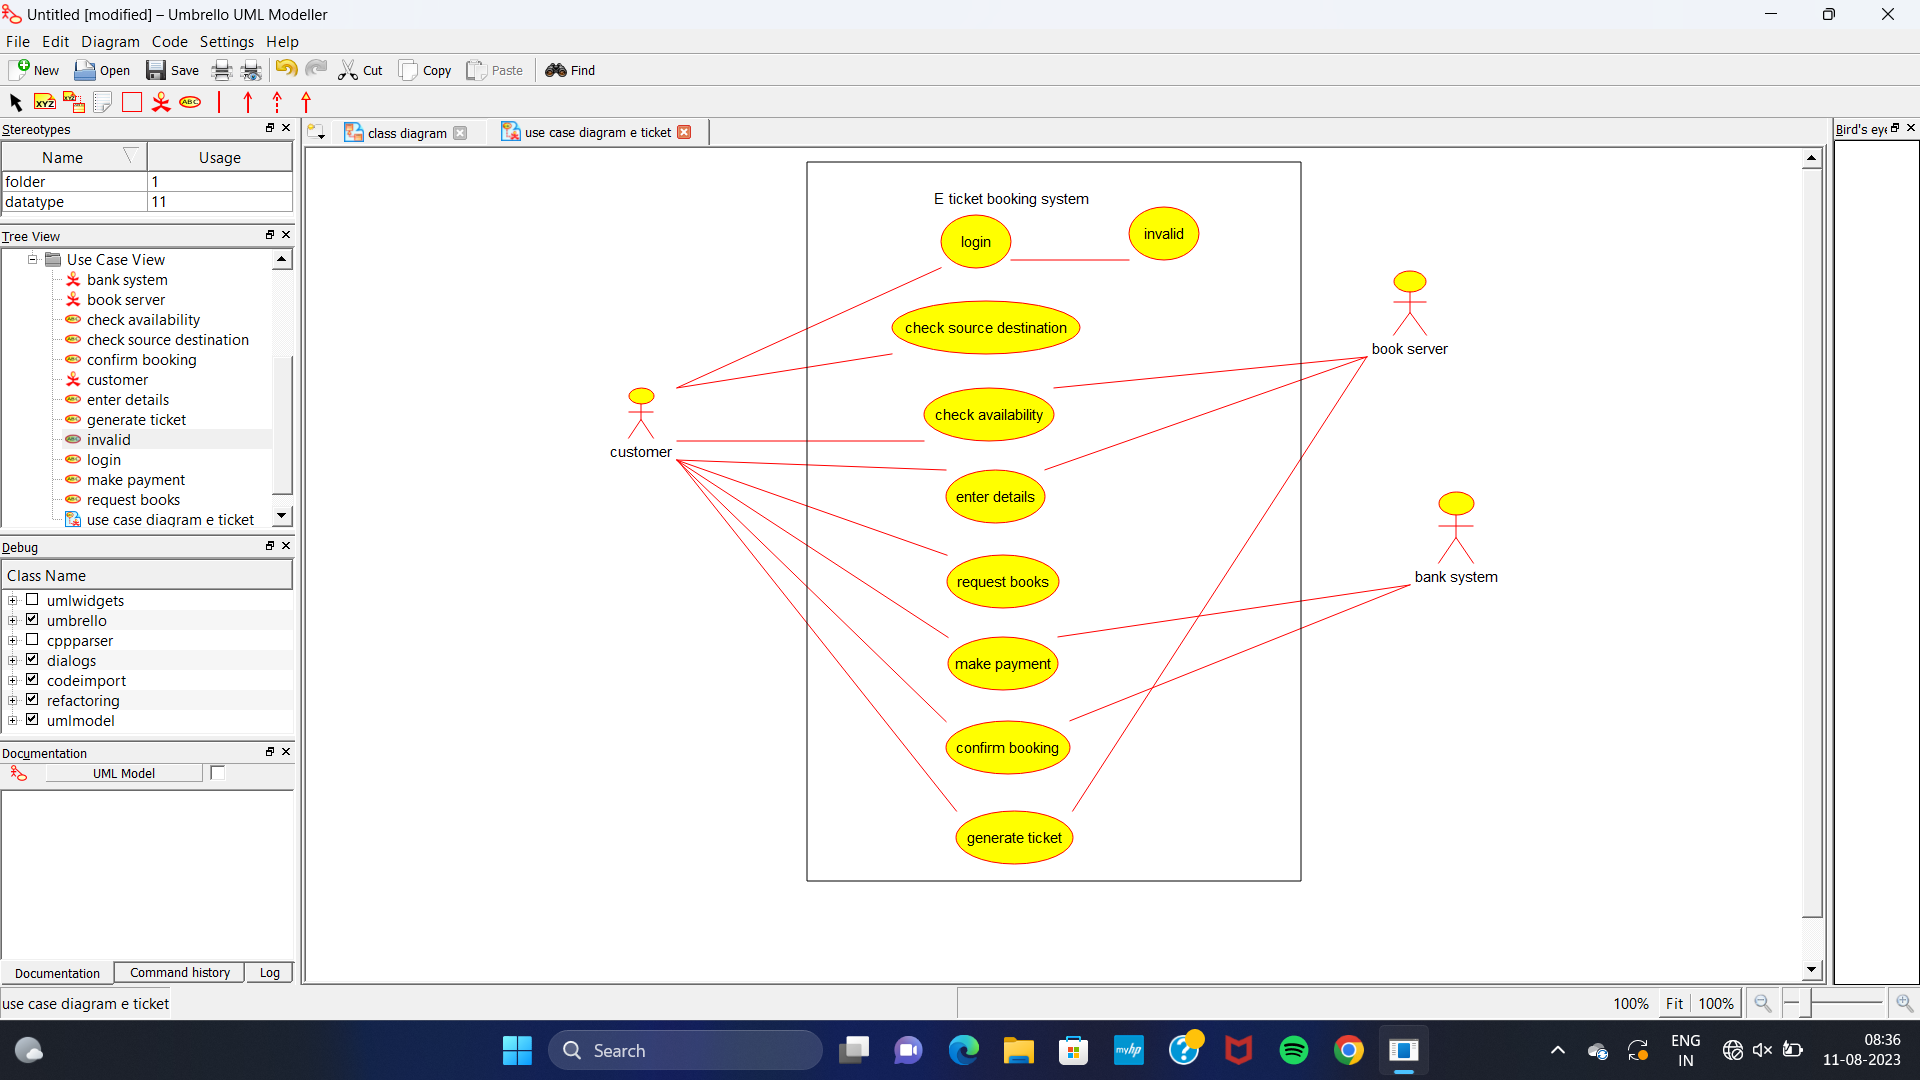 Untitled [modified] – Umbrello UML Modeller
File Edit Diagram Code Settings Help
New Open Save Cut Copy Paste Find
XYZ XYZ ABC
Stereotypes
Name Usage
folder 1
datatype 11
Tree View
Use Case View
bank system
book server
check availability
check source destination
confirm booking
customer
enter details
generate ticket
invalid
login
make payment
request books
use case diagram e ticket
Debug
Class Name
umlwidgets
umbrello
cppparser
dialogs
codeimport
refactoring
umlmodel
Documentation
UML Model
Documentation Command history Log
use case diagram e ticket
class diagram use case diagram e ticket
E ticket booking system
login
invalid
check source destination
book server
check availability
customer
enter details
bank system
request books
make payment
confirm booking
generate ticket
Bird's eye
100% Fit 100%
Search
myhp
ENG
IN
08:36
11-08-2023